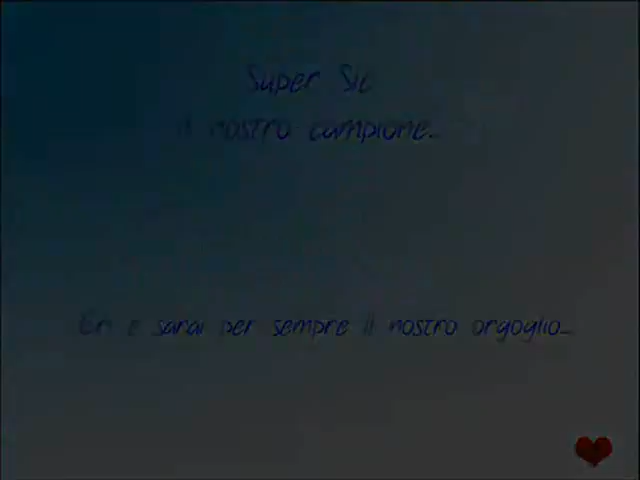 Super Sic
il nostro campione...
Eri e sarai per sempre il nostro orgoglio...